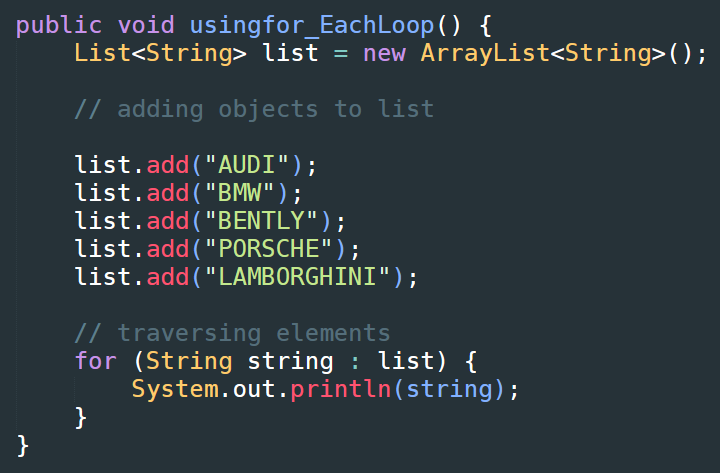 public void usingfor_EachLoop() {
    List<String> list = new ArrayList<String>();
    // adding objects to list
    list.add("AUDI");
    list.add("BMW");
    list.add("BENTLY");
    list.add("PORSCHE");
    list.add("LAMBORGHINI");
    // traversing elements
    for (String string : list) {
        System.out.println(string);
    }
}